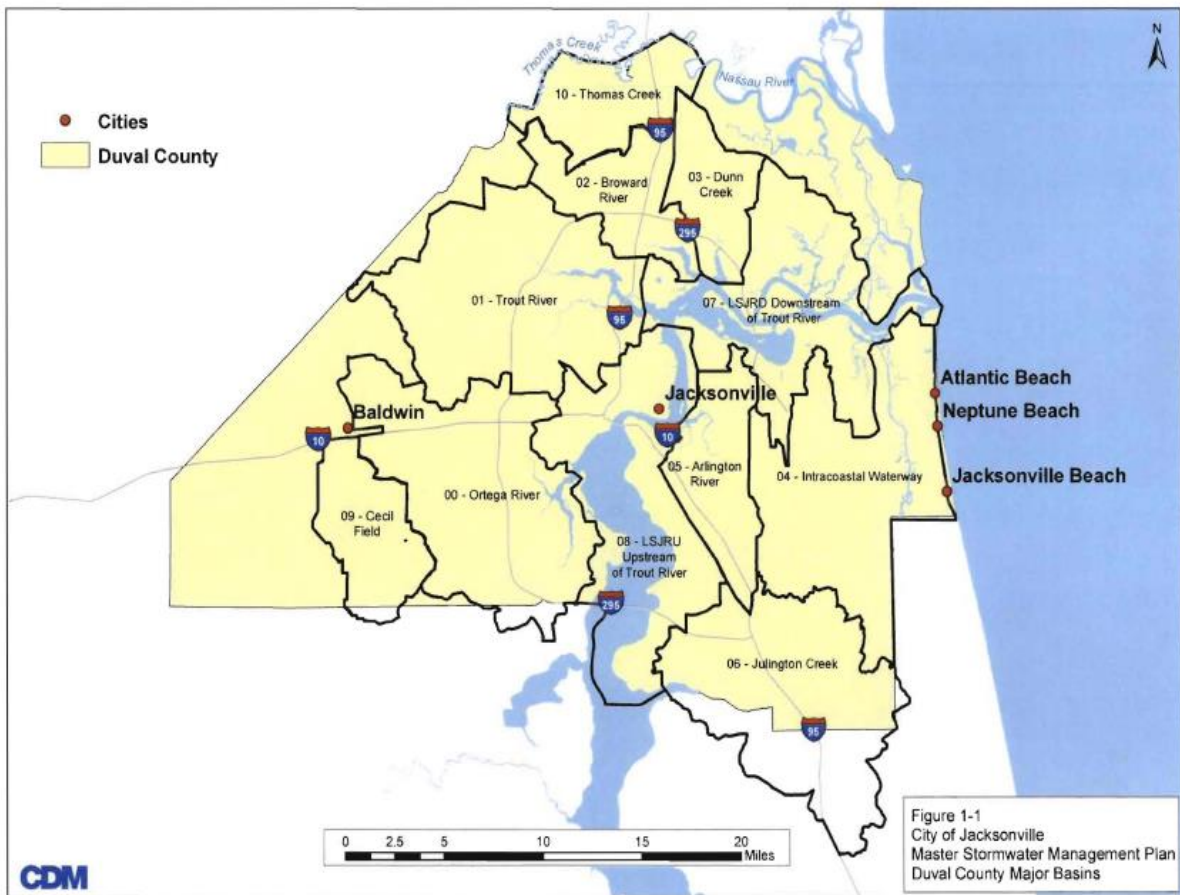 N
Thomas Creek
Nassau River
10 - Thomas Creek
Cities
Duval County
95
02 - Broward
River
03 - Dunn
Creek
295
01 - Trout River
95
07 - LSJRD Downstream
of Trout River
Atlantic Beach
Jacksonville
Neptune Beach
Baldwin
10
10
05 - Arlington
River
04 - Intracoastal Waterway
Jacksonville Beach
00 - Ortega River
09 - Cecil
Field
08 - LSJRU
Upstream
of Trout River
295
06 - Julington Creek
95
0 2.5 5 10 15 20
Miles
Figure 1-1
City of Jacksonville
Master Stormwater Management Plan
Duval County Major Basins
CDM